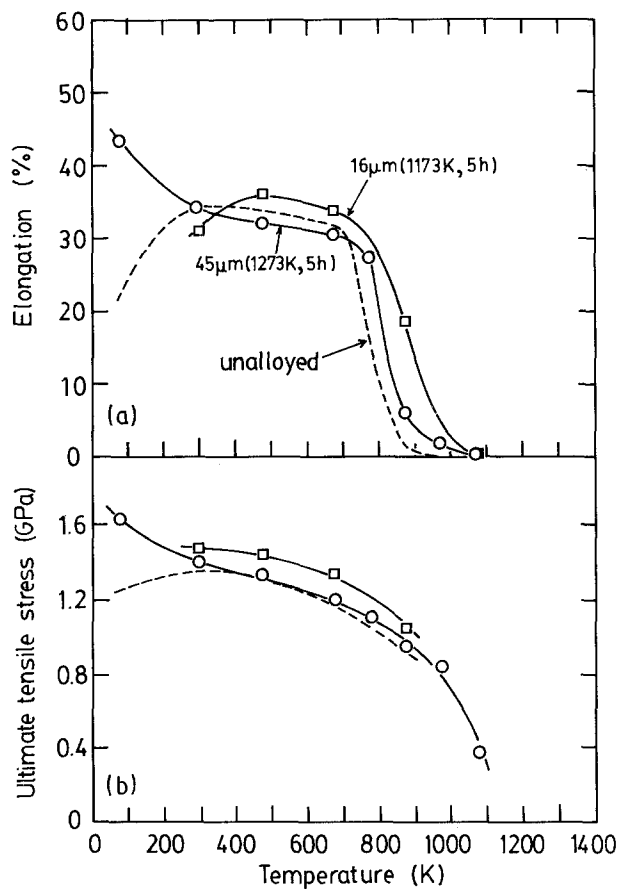 60
50
40
30
20
10
0
Elongation (%)
16μm(1173K,5h)
45μm(1273K,5h)
unalloyed
(a)
1.6
1.2
0.8
0.4
0
Ultimate tensile stress (GPa)
(b)
0 200 400 600 800 1000 1200 1400
Temperature (K)